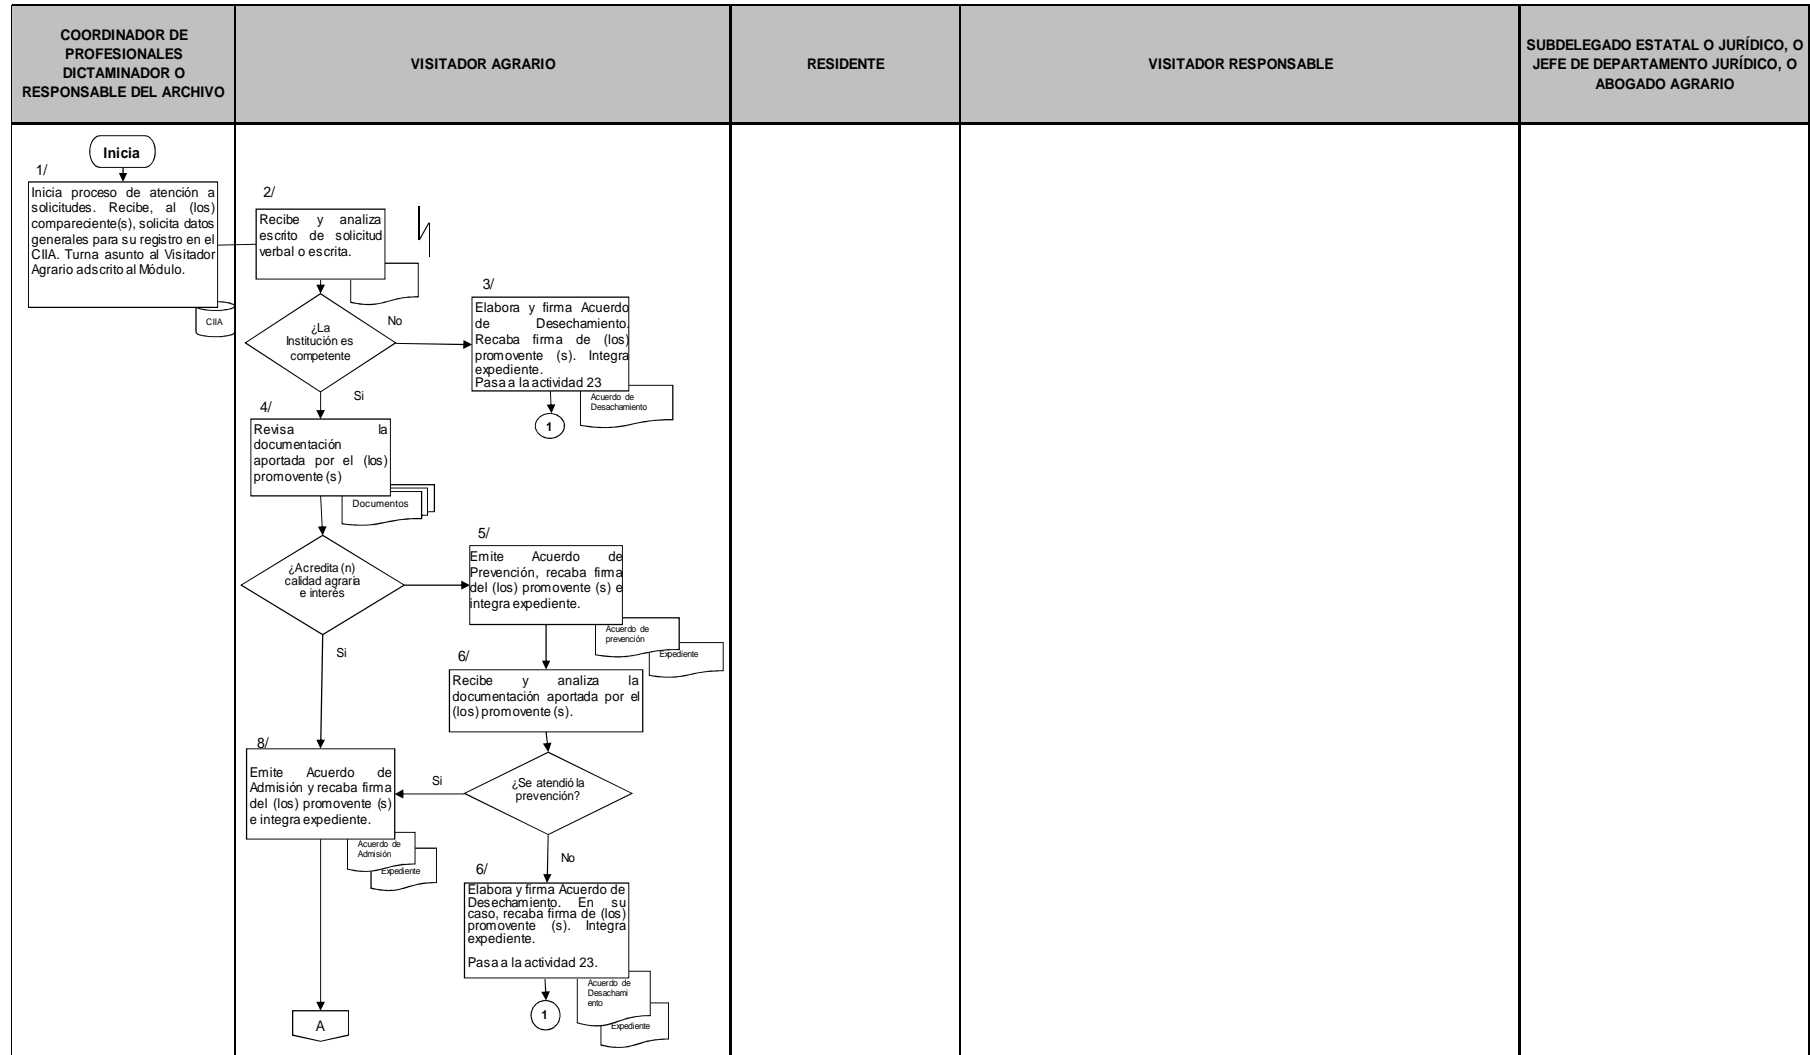 COORDINADOR DE
PROFESIONALES
DICTAMINADOR O
RESPONSABLE DEL ARCHIVO
VISITADOR AGRARIO
RESIDENTE
VISITADOR RESPONSABLE
SUBDELEGADO ESTATAL O JURÍDICO, O
JEFE DE DEPARTAMENTO JURÍDICO, O
ABOGADO AGRARIO
Inicia
1/
Inicia proceso de atención a
solicitudes. Recibe, al (los)
compareciente(s), solicita datos
generales para su registro en el
CIIA. Turna asunto al Visitador
Agrario adscrito al Módulo.
CIIA
2/
Recibe y analiza
escrito de solicitud
verbal o escrita.
¿La
Institución es
competente
No
3/
Elabora y firma Acuerdo
de Desechamiento.
Recaba firma de (los)
promovente (s). Integra
expediente.
Pasa a la actividad 23
Acuerdo de
Desachamiento
1
Si
4/
Revisa la
documentación
aportada por el (los)
promovente (s)
Documentos
¿Acredita (n)
calidad agraria
e interés
5/
Emite Acuerdo de
Prevención, recaba firma
del (los) promovente (s) e
integra expediente.
Acuerdo de
prevención
Expediente
Si
6/
Recibe y analiza la
documentación aportada por el
(los) promovente (s).
8/
Emite Acuerdo de
Admisión y recaba firma
del (los) promovente (s)
e integra expediente.
Acuerdo de
Admisión
Expediente
Si
¿Se atendió la
prevención?
No
6/
Elabora y firma Acuerdo de
Desechamiento. En su
caso, recaba firma de (los)
promovente (s). Integra
expediente.
Pasa a la actividad 23.
Acuerdo de
Desachami
ento
Expediente
1
A